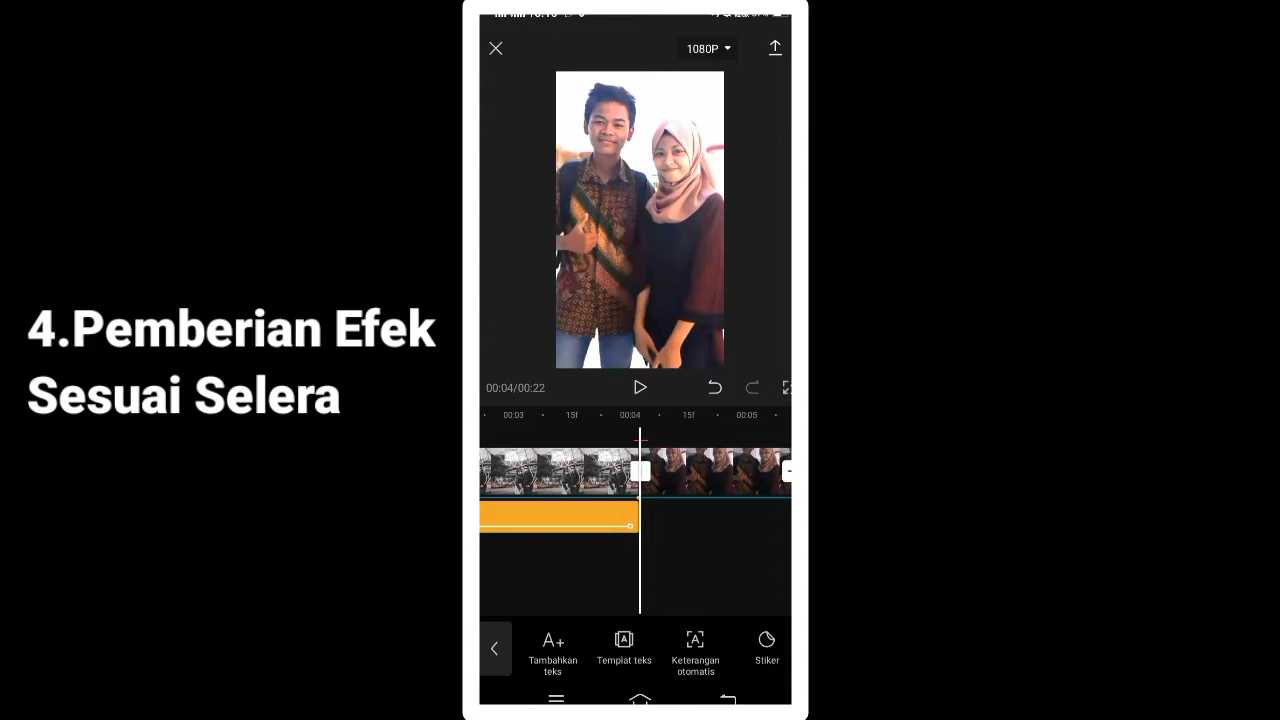 1080P
4.Pemberian Efek
Sesuai Selera
00:04/00:22
00:03 15f 00:04 15f 00:05
Tambahkan teks
Templat teks
Keterangan otomatis
Stiker